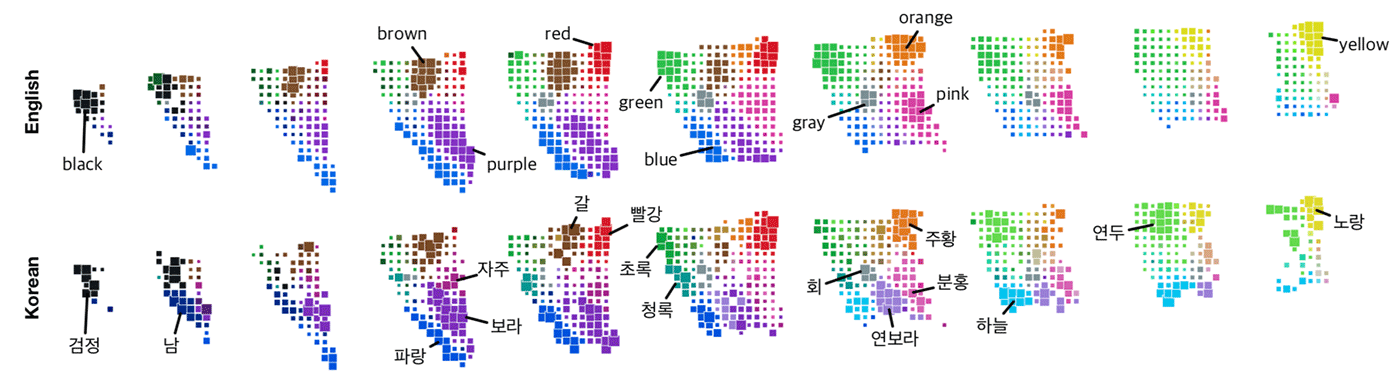 English
black
brown
purple
red
green
blue
orange
gray
pink
yellow
Korean
검정
남
자주
보라
파랑
갈
빨강
초록
청록
주황
회
분홍
연보라
하늘
연두
노랑